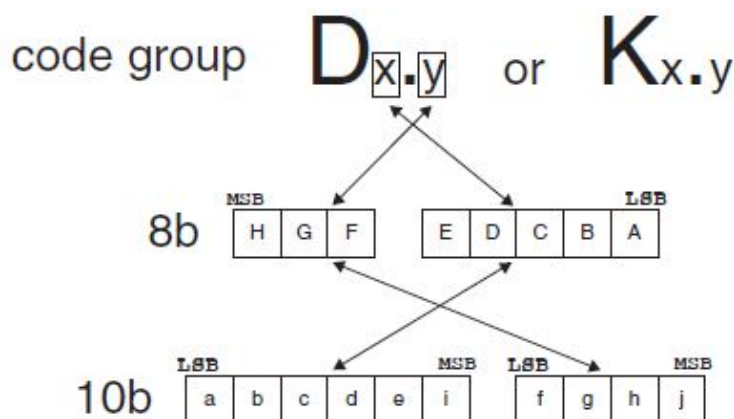 code group Dx.y or Kx.y
MSB LSB
8b H G F E D C B A
LSB MSB LSB MSB
10b a b c d e i f g h j